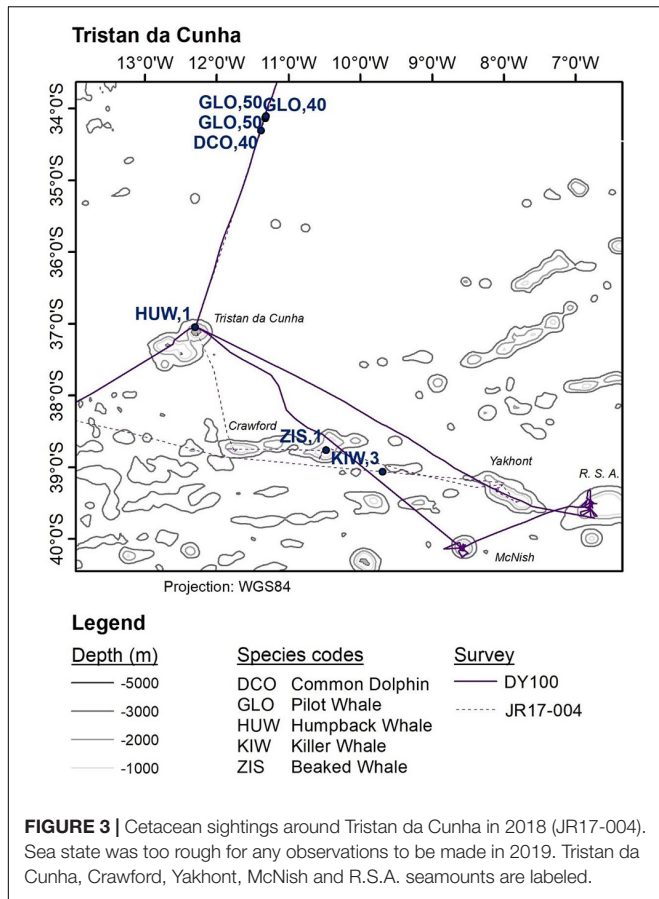 Tristan da Cunha
13°0'W 12°0'W 11°0'W 10°0'W 9°0'W 8°0'W 7°0'W
34°0'S
35°0'S
36°0'S
37°0'S
38°0'S
39°0'S
40°0'S
GLO,50 GLO,40
GLO,50
DCO,40
HUW,1 Tristan da Cunha
Crawford
ZIS,1
KIW,3
Yakhont
R. S. A.
McNish
Projection: WGS84
Legend
Depth (m)
-5000
-3000
-2000
-1000
Species codes
DCO Common Dolphin
GLO Pilot Whale
HUW Humpback Whale
KIW Killer Whale
ZIS Beaked Whale
Survey
DY100
JR17-004
FIGURE 3 | Cetacean sightings around Tristan da Cunha in 2018 (JR17-004).
Sea state was too rough for any observations to be made in 2019. Tristan da
Cunha, Crawford, Yakhont, McNish and R.S.A. seamounts are labeled.